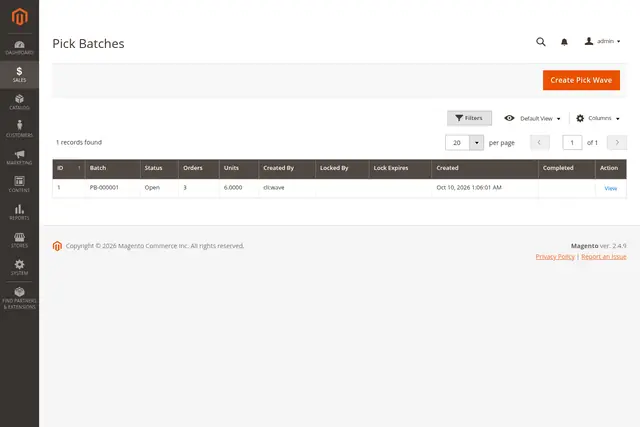 Pick Batches
admin
DASHBOARD
$
SALES
CATALOG
CUSTOMERS
MARKETING
CONTENT
REPORTS
STORES
SYSTEM
FIND PARTNERS
& EXTENSIONS
Create Pick Wave
Filters
Default View
Columns
1 records found
20 per page 1 of 1
ID ↑ Batch Status Orders Units Created By Locked By Lock Expires Created Completed Action
1 PB-000001 Open 3 6.0000 clcwave Oct 10, 2026 1:06:01 AM View
Copyright © 2026 Magento Commerce Inc. All rights reserved.
Magento ver. 2.4.9
Privacy Policy | Report an Issue